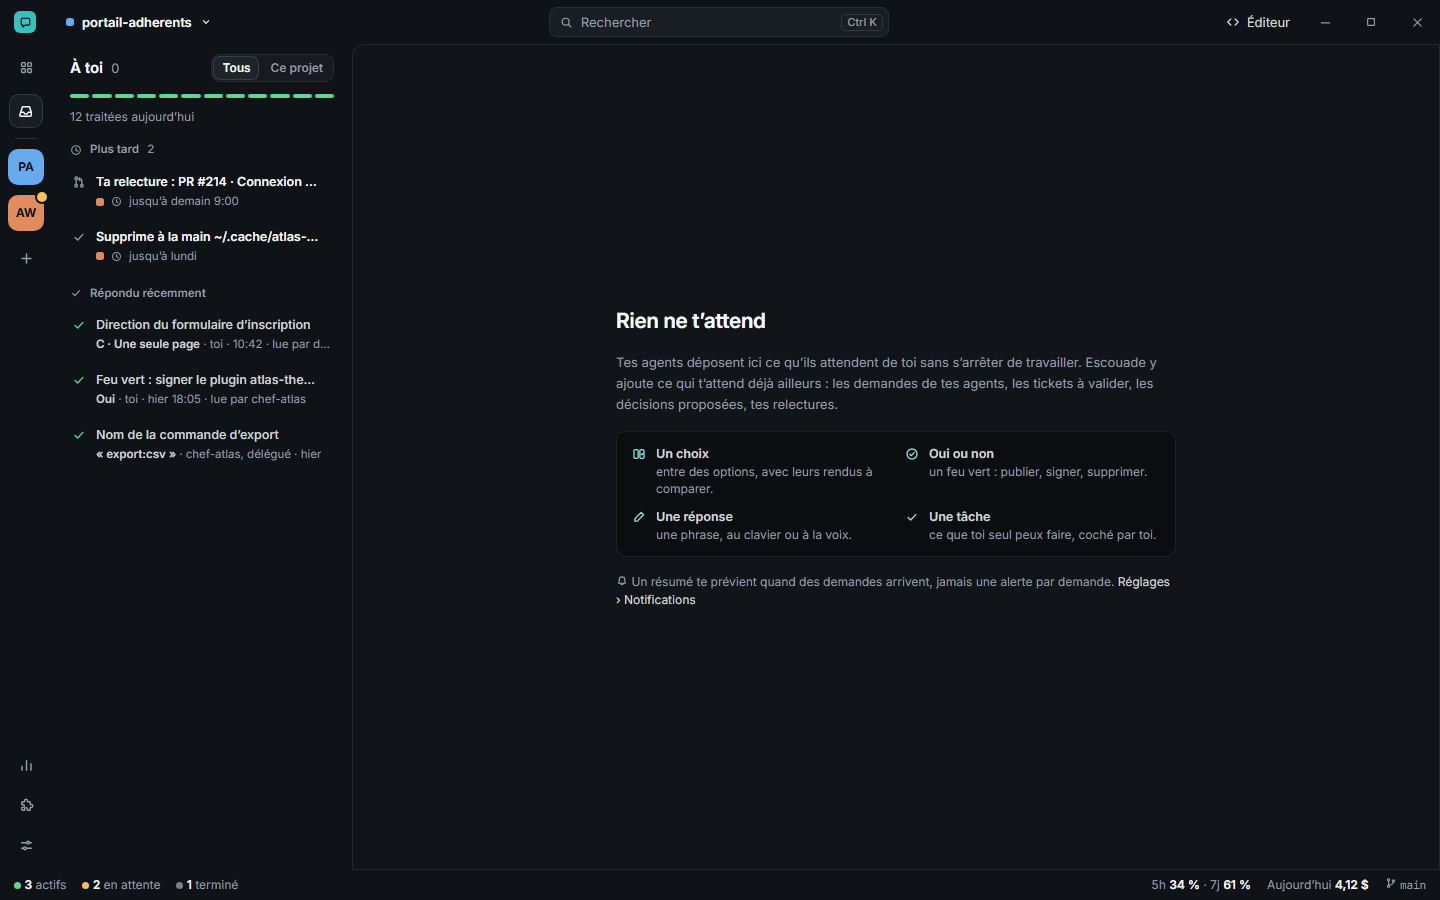 portail-adherents
Rechercher
Ctrl K
Éditeur
À toi 0
Tous
Ce projet
12 traitées aujourd’hui
PA
AW
Plus tard 2
Ta relecture : PR #214 · Connexion ...
jusqu’à demain 9:00
Supprime à la main ~/.cache/atlas-...
jusqu’à lundi
Répondu récemment
Direction du formulaire d’inscription
C · Une seule page · toi · 10:42 · lue par d...
Feu vert : signer le plugin atlas-the...
Oui · toi · hier 18:05 · lue par chef-atlas
Nom de la commande d’export
« export:csv » · chef-atlas, délégué · hier
Rien ne t’attend
Tes agents déposent ici ce qu’ils attendent de toi sans s’arrêter de travailler. Escouade y
ajoute ce qui t’attend déjà ailleurs : les demandes de tes agents, les tickets à valider, les
décisions proposées, tes relectures.
Un choix
entre des options, avec leurs rendus à
comparer.
Oui ou non
un feu vert : publier, signer, supprimer.
Une réponse
une phrase, au clavier ou à la voix.
Une tâche
ce que toi seul peux faire, coché par toi.
Un résumé te prévient quand des demandes arrivent, jamais une alerte par demande. Réglages
› Notifications
3 actifs
2 en attente
1 terminé
5h 34 % · 7j 61 %
Aujourd’hui 4,12 $
main